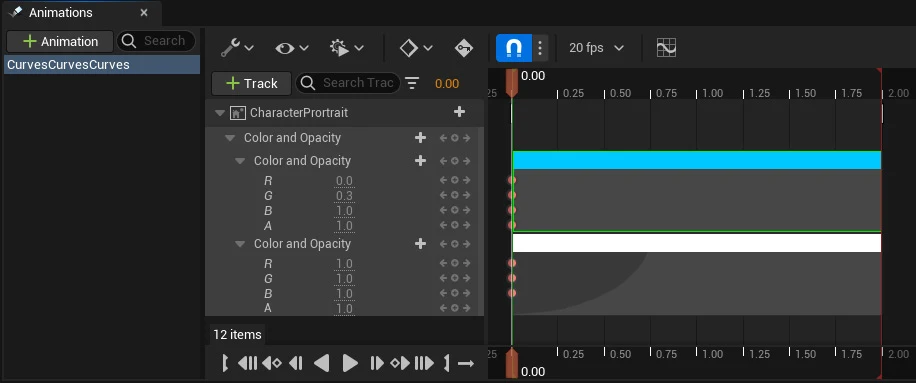 Animations
Animation
Search
CurvesCurvesCurves
20 fps
Track
Search Trac
0.00
0.00
25
0.25
0.50
0.75
1.00
1.25
1.50
1.75
2.00
CharacterPrortrait
Color and Opacity
Color and Opacity
R 0.0
G 0.3
B 1.0
A 1.0
Color and Opacity
R 1.0
G 1.0
B 1.0
A 1.0
12 items
25
0.25
0.50
0.75
1.00
1.25
1.50
1.75
2.00
0.00